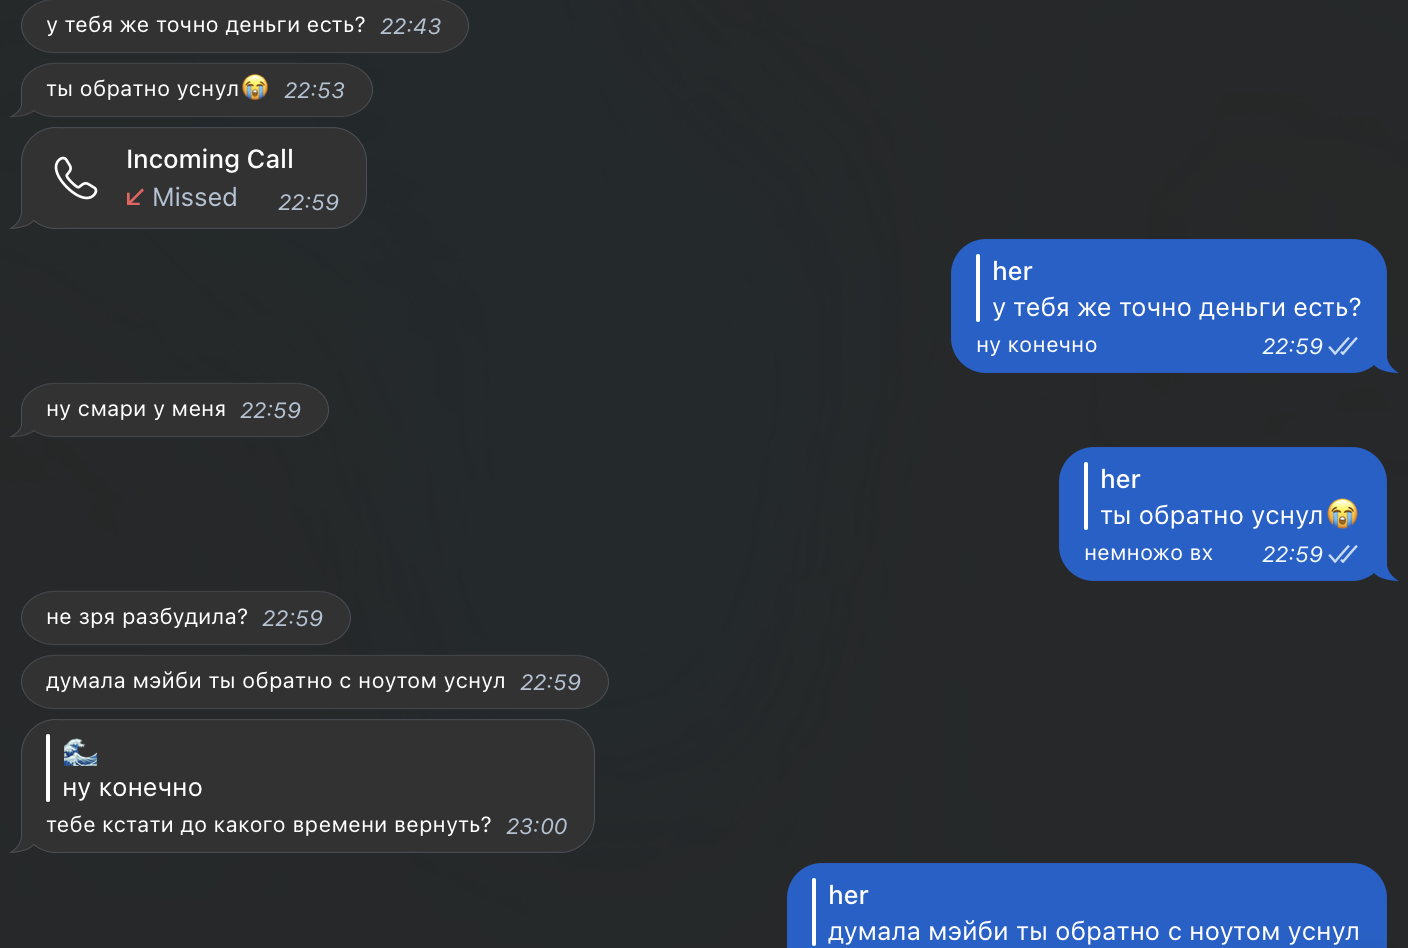 у тебя же точно деньги есть? 22:43
ты обратно уснул😭 22:53
Incoming Call
Missed 22:59
her
у тебя же точно деньги есть?
ну конечно 22:59
ну смари у меня 22:59
her
ты обратно уснул😭
немножо вх 22:59
не зря разбудила? 22:59
думала мэйби ты обратно с ноутом уснул 22:59
🌊
ну конечно
тебе кстати до какого времени вернуть? 23:00
her
думала мэйби ты обратно с ноутом уснул